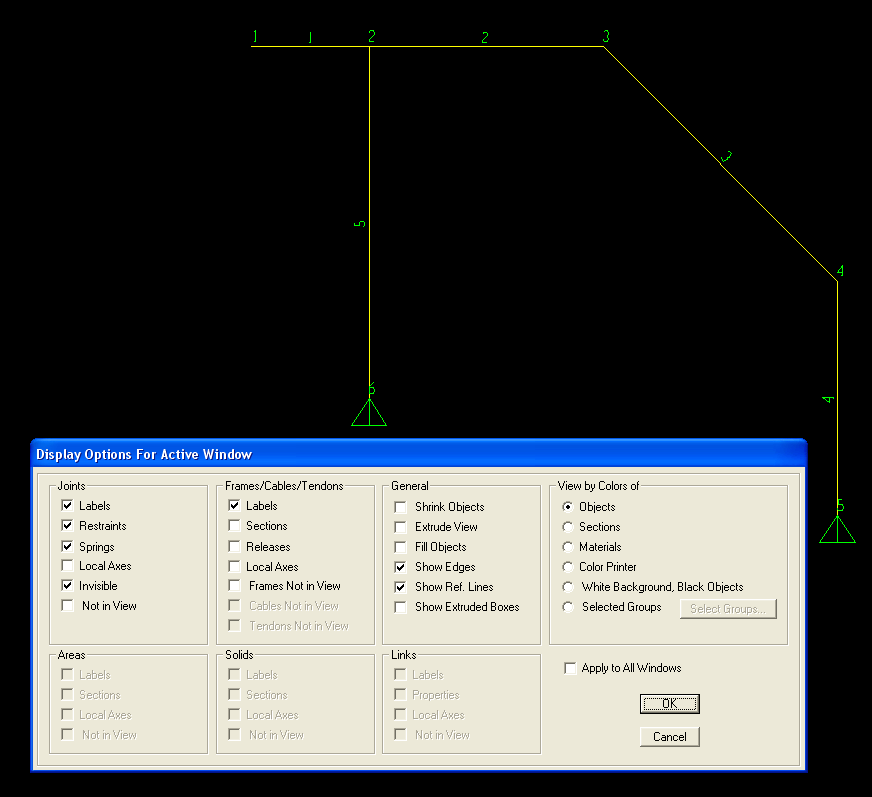 1 1 2 2 3
3
5
4
6
4
5
Display Options For Active Window
Joints
Labels
Restraints
Springs
Local Axes
Invisible
Not in View
Frames/Cables/Tendons
Labels
Sections
Releases
Local Axes
Frames Not in View
Cables Not in View
Tendons Not in View
General
Shrink Objects
Extrude View
Fill Objects
Show Edges
Show Ref. Lines
Show Extruded Boxes
View by Colors of
Objects
Sections
Materials
Color Printer
White Background, Black Objects
Selected Groups
Select Groups...
Areas
Labels
Sections
Local Axes
Not in View
Solids
Labels
Sections
Local Axes
Not in View
Links
Labels
Properties
Local Axes
Not in View
Apply to All Windows
OK
Cancel